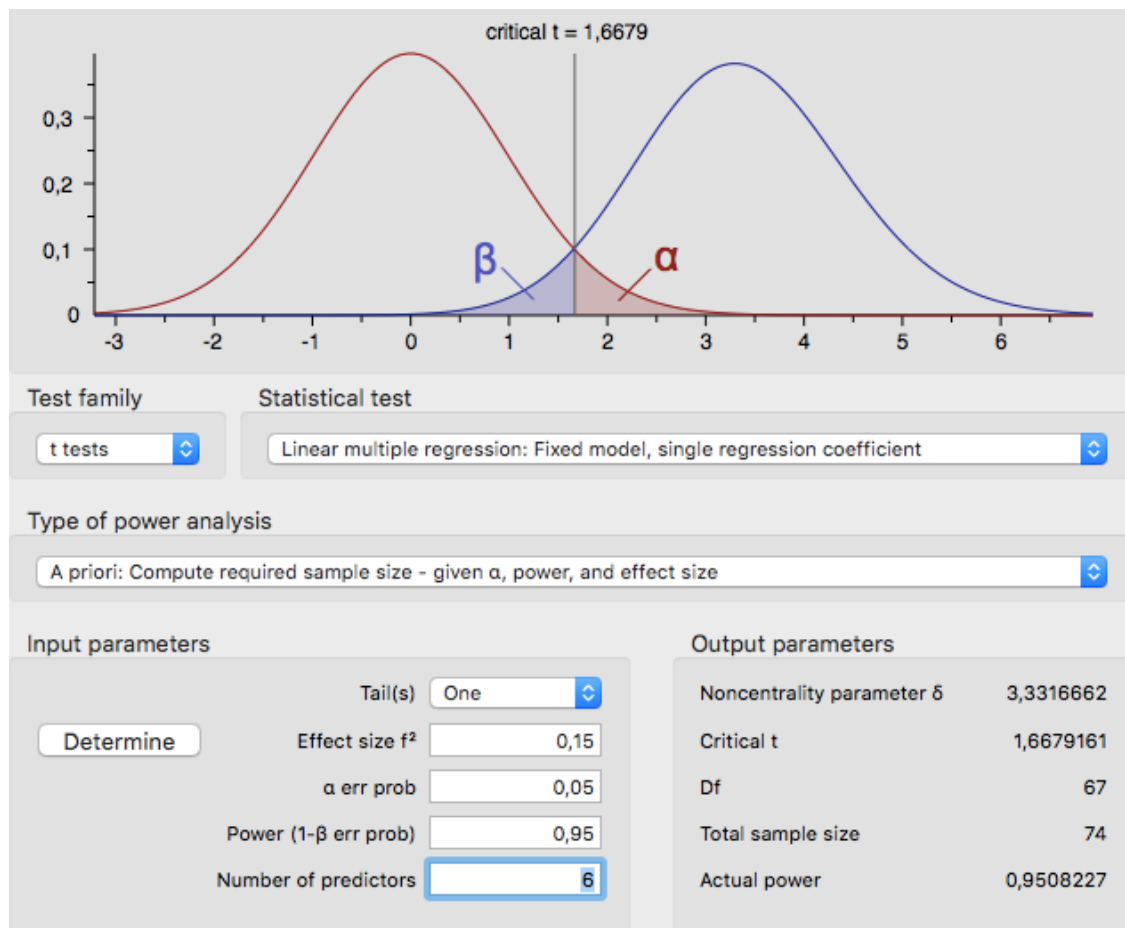 critical t = 1,6679
0,3
0,2
0,1
0
β
α
-3 -2 -1 0 1 2 3 4 5 6
Test family Statistical test
t tests Linear multiple regression: Fixed model, single regression coefficient
Type of power analysis
A priori: Compute required sample size - given α, power, and effect size
Input parameters Output parameters
Tail(s) One Noncentrality parameter δ 3,3316662
Determine Effect size f² 0,15 Critical t 1,6679161
α err prob 0,05 Df 67
Power (1-β err prob) 0,95 Total sample size 74
Number of predictors 6 Actual power 0,9508227